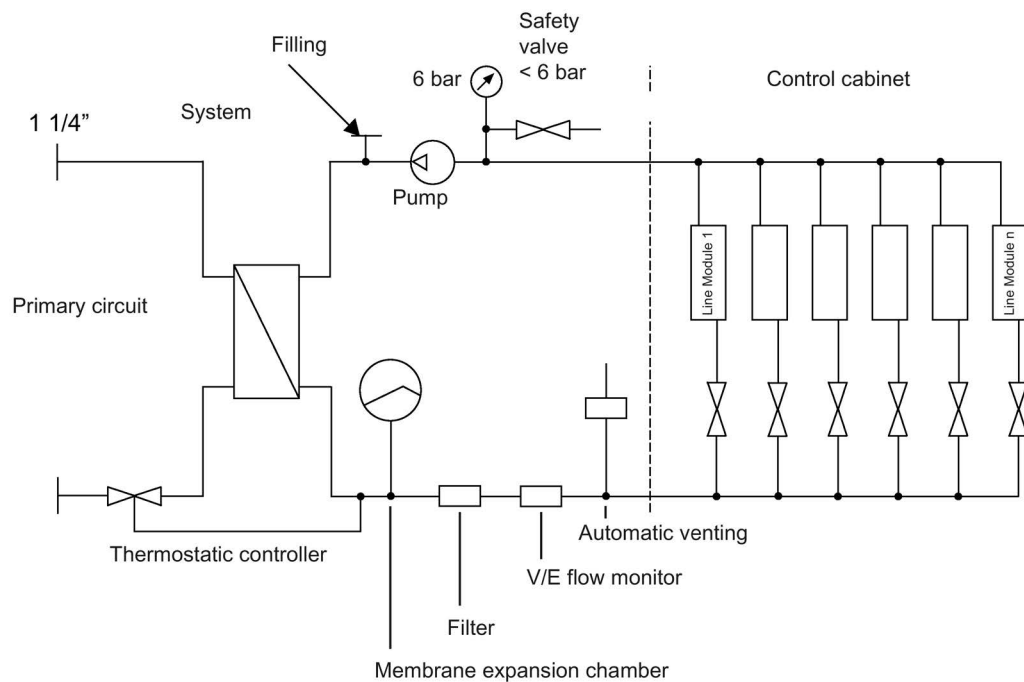 Safety
valve
< 6 bar
Filling
6 bar
Control cabinet
System
1 1/4”
Pump
Line Module 1
Line Module n
Primary circuit
Automatic venting
Thermostatic controller
V/E flow monitor
Filter
Membrane expansion chamber